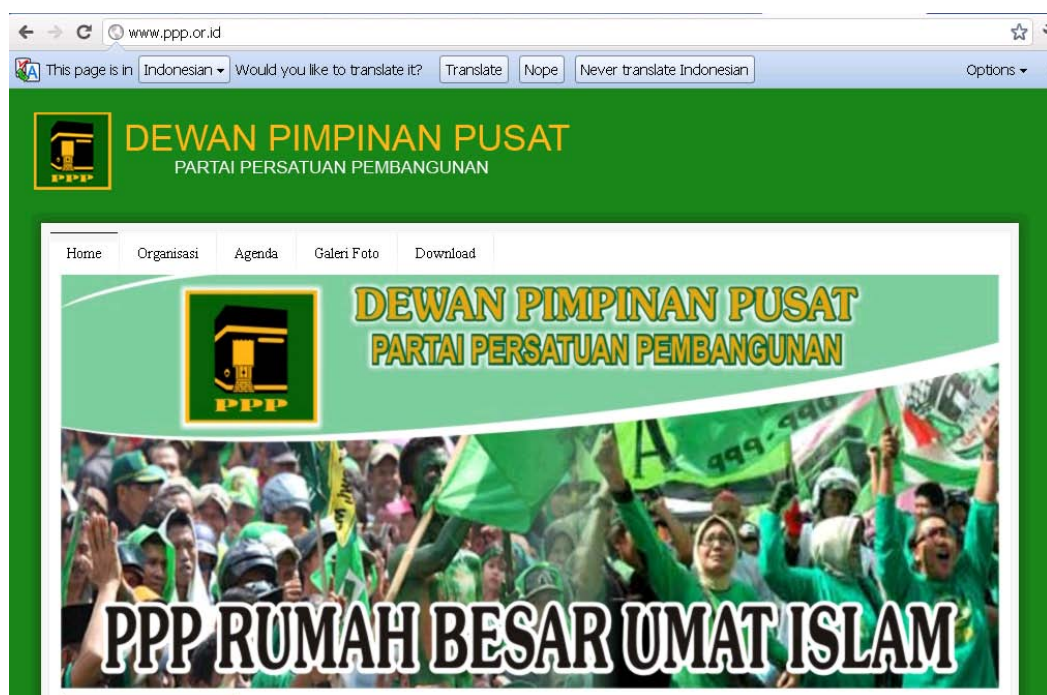 www.ppp.or.id
This page is in Indonesian Would you like to translate it? Translate Nope Never translate Indonesian Options
PPP
DEWAN PIMPINAN PUSAT
PARTAI PERSATUAN PEMBANGUNAN
Home Organisasi Agenda Galeri Foto Download
DEWAN PIMPINAN PUSAT
PARTAI PERSATUAN PEMBANGUNAN
PPP
PPP RUMAH BESAR UMAT ISLAM